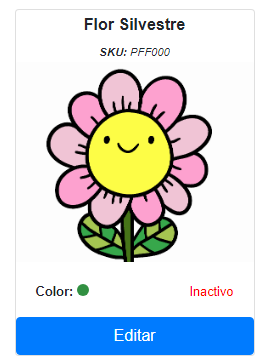 Flor Silvestre
SKU: PFF000
Color:
Inactivo
Editar